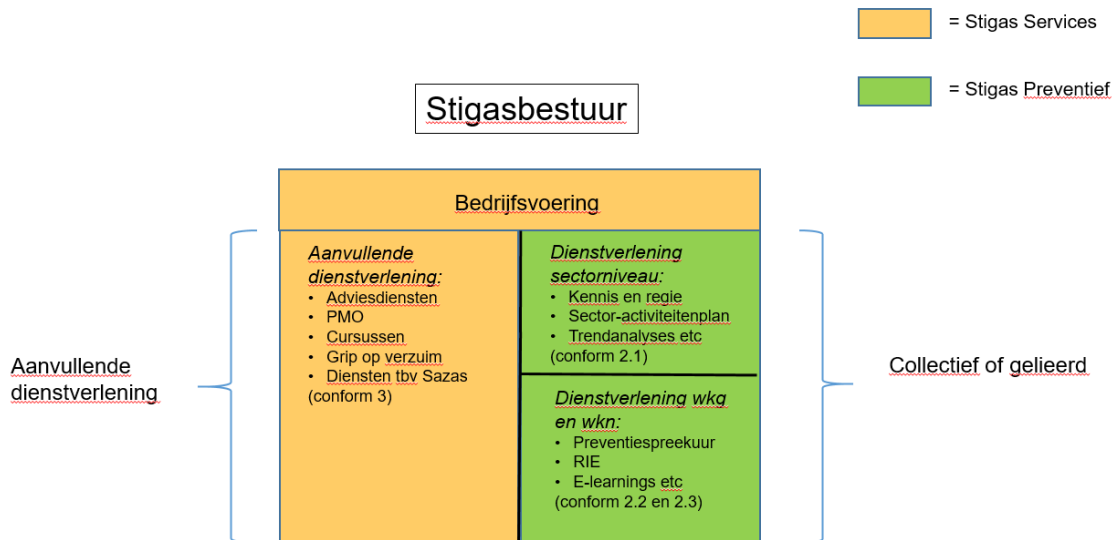 = Stigas Services
= Stigas Preventief
Stigasbestuur
Bedrijfsvoering
Aanvullende
dienstverlening
Aanvullende
dienstverlening:
• Adviesdiensten
• PMO
• Cursussen
• Grip op verzuim
• Diensten tbv Sazas
(conform 3)
Dienstverlening
sectorniveau:
• Kennis en regie
• Sector-activiteitenplan
• Trendanalyses etc
(conform 2.1)
Dienstverlening wkg
en wkn:
• Preventiespreekuur
• RIE
• E-learnings etc
(conform 2.2 en 2.3)
Collectief of gelieerd